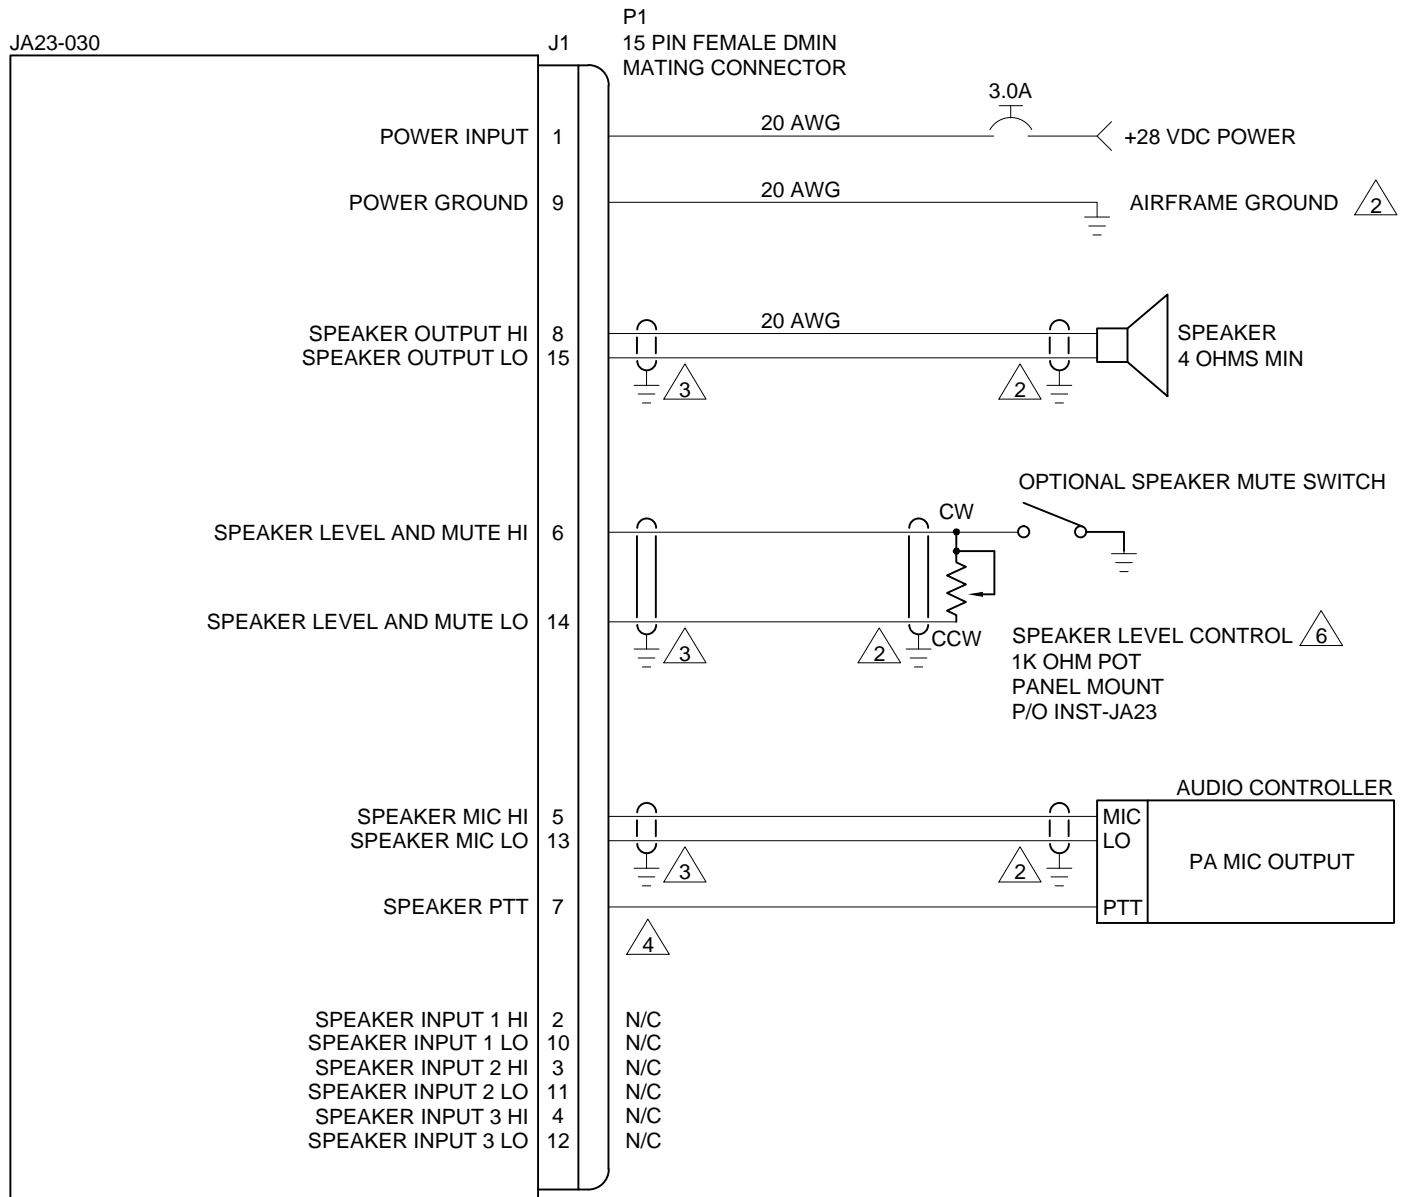 P1
JA23-030
J1
15 PIN FEMALE DMIN
MATING CONNECTOR
3.0A
POWER INPUT 1 20 AWG +28 VDC POWER
POWER GROUND 9 20 AWG AIRFRAME GROUND 2
SPEAKER OUTPUT HI 8 20 AWG
SPEAKER OUTPUT LO 15
SPEAKER
4 OHMS MIN
3 2
OPTIONAL SPEAKER MUTE SWITCH
CW
SPEAKER LEVEL AND MUTE HI 6
SPEAKER LEVEL AND MUTE LO 14
3 2
CCW
SPEAKER LEVEL CONTROL 6
1K OHM POT
PANEL MOUNT
P/O INST-JA23
AUDIO CONTROLLER
SPEAKER MIC HI 5 MIC
SPEAKER MIC LO 13 LO
3 2
PA MIC OUTPUT
SPEAKER PTT 7 PTT
4
SPEAKER INPUT 1 HI 2 N/C
SPEAKER INPUT 1 LO 10 N/C
SPEAKER INPUT 2 HI 3 N/C
SPEAKER INPUT 2 LO 11 N/C
SPEAKER INPUT 3 HI 4 N/C
SPEAKER INPUT 3 LO 12 N/C